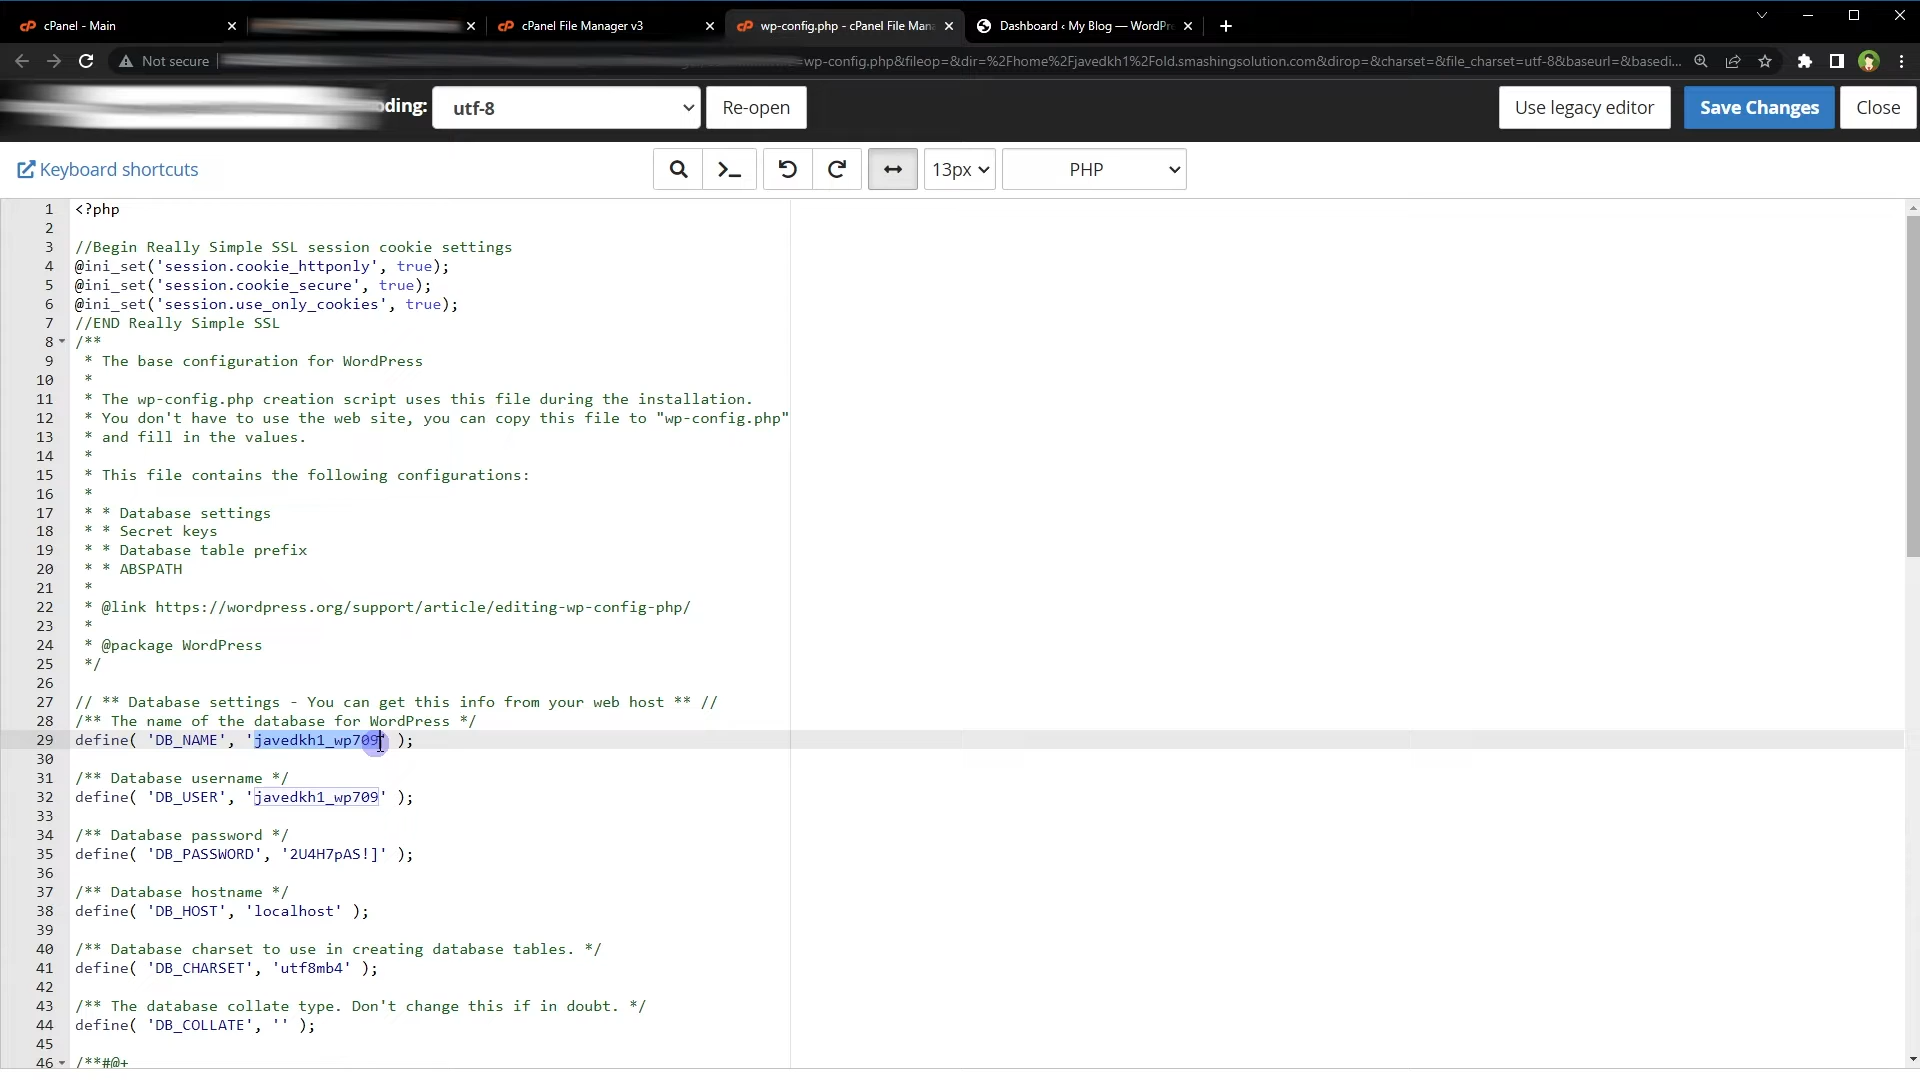 cPanel - Main
cPanel File Manager v3
wp-config.php - cPanel File Mana
Dashboard ‹ My Blog — WordPre
Not secure
=wp-config.php&fileop=&dir=%2Fhome%2Fjavedkh1%2Fold.smashingsolution.com&dirop=&charset=&file_charset=utf-8&baseurl=&basedi...
oding:
utf-8
Re-open
Use legacy editor
Save Changes
Close
Keyboard shortcuts
13px
PHP
1 <?php
2
3 //Begin Really Simple SSL session cookie settings
4 @ini_set('session.cookie_httponly', true);
5 @ini_set('session.cookie_secure', true);
6 @ini_set('session.use_only_cookies', true);
7 //END Really Simple SSL
8 /**
9  * The base configuration for WordPress
10  *
11  * The wp-config.php creation script uses this file during the installation.
12  * You don't have to use the web site, you can copy this file to "wp-config.php"
13  * and fill in the values.
14  *
15  * This file contains the following configurations:
16  *
17  * * Database settings
18  * * Secret keys
19  * * Database table prefix
20  * * ABSPATH
21  *
22  * @link https://wordpress.org/support/article/editing-wp-config-php/
23  *
24  * @package WordPress
25  */
26
27 // ** Database settings - You can get this info from your web host ** //
28 /** The name of the database for WordPress */
29 define( 'DB_NAME', 'javedkh1_wp709' );
30
31 /** Database username */
32 define( 'DB_USER', 'javedkh1_wp709' );
33
34 /** Database password */
35 define( 'DB_PASSWORD', '2U4H7pAS!]' );
36
37 /** Database hostname */
38 define( 'DB_HOST', 'localhost' );
39
40 /** Database charset to use in creating database tables. */
41 define( 'DB_CHARSET', 'utf8mb4' );
42
43 /** The database collate type. Don't change this if in doubt. */
44 define( 'DB_COLLATE', '' );
45
46 /**#@+